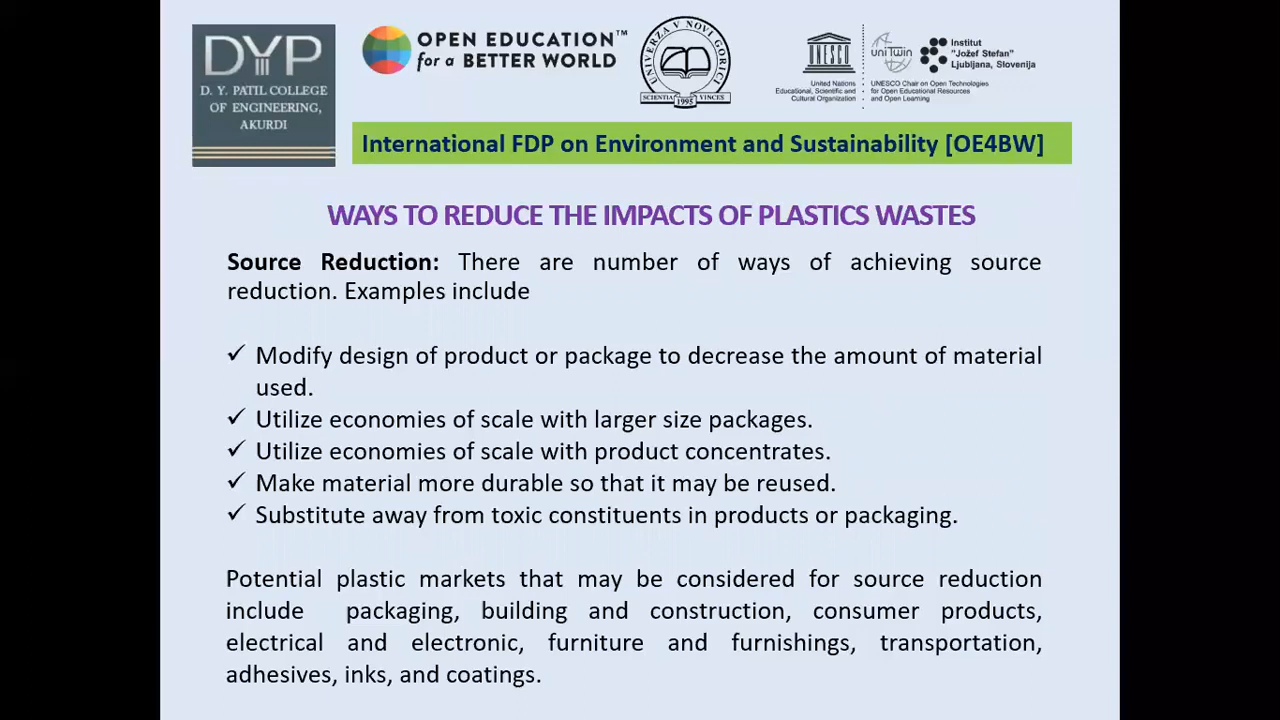 DYP
D. Y. PATIL COLLEGE
OF ENGINEERING,
AKURDI
OPEN EDUCATION™
for a BETTER WORLD
UNIVERZA V NOVI GORICI
SCIENTIA VINCES
1995
UNESCO
United Nations
Educational, Scientific and
Cultural Organization
uniTwin
Institut
"Jožef Stefan"
Ljubljana, Slovenija
UNESCO Chair on Open Technologies
for Open Educational Resources
and Open Learning
International FDP on Environment and Sustainability [OE4BW]
WAYS TO REDUCE THE IMPACTS OF PLASTICS WASTES
Source Reduction: There are number of ways of achieving source
reduction. Examples include
✓ Modify design of product or package to decrease the amount of material
used.
✓ Utilize economies of scale with larger size packages.
✓ Utilize economies of scale with product concentrates.
✓ Make material more durable so that it may be reused.
✓ Substitute away from toxic constituents in products or packaging.
Potential plastic markets that may be considered for source reduction
include packaging, building and construction, consumer products,
electrical and electronic, furniture and furnishings, transportation,
adhesives, inks, and coatings.